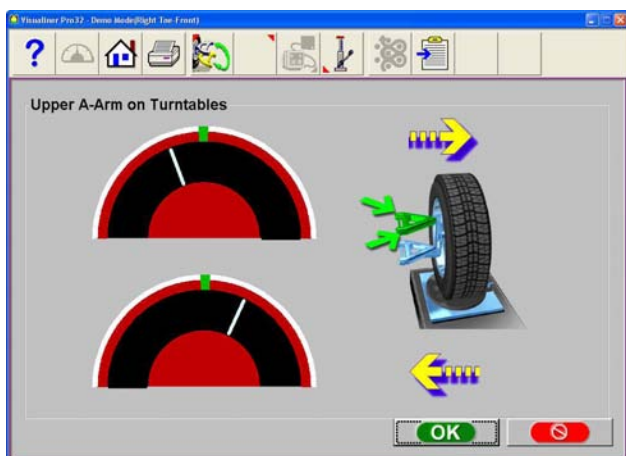 Visualiner Pro32 - Demo Mode(Right Toe-Front)
?
Upper A-Arm on Turntables
OK